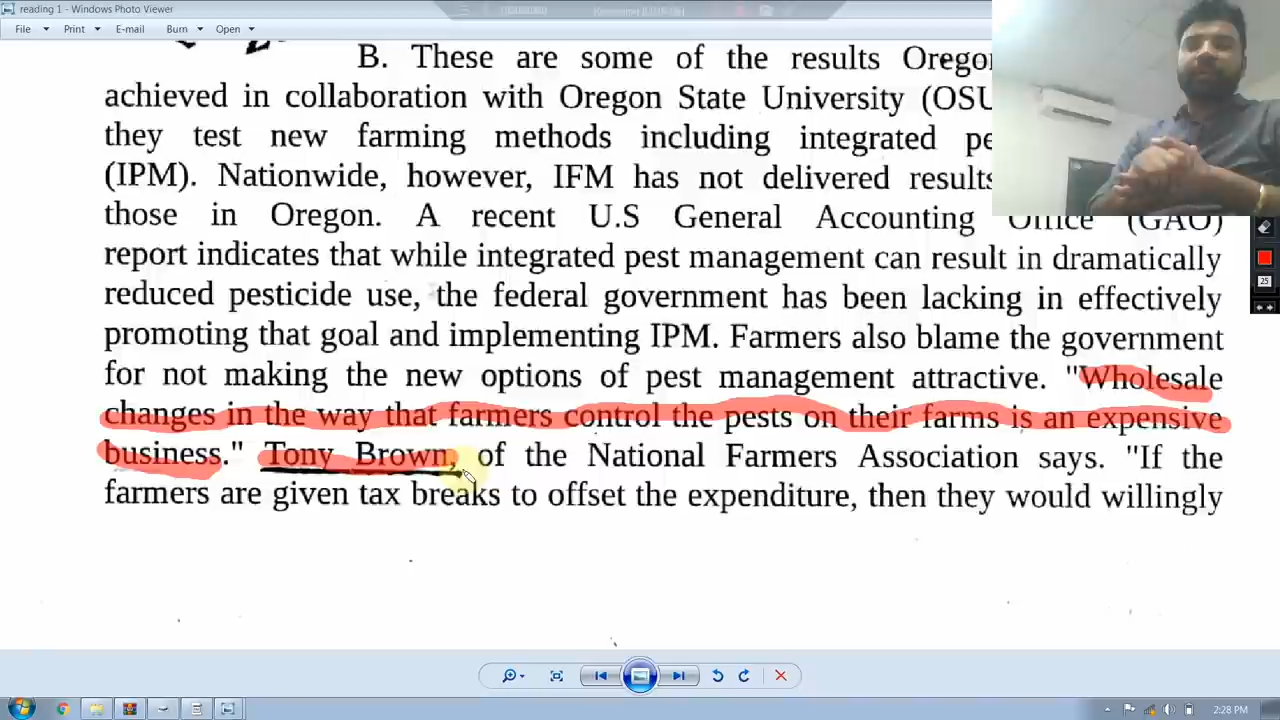 reading 1 - Windows Photo Viewer
File Print Burn E-mail Open
B. These are some of the results
achieved in collaboration with Oregon State University (OSU
they test new farming methods including integrated
(IPM). Nationwide, however, IFM has not delivered results
those in Oregon. A recent U.S General Accounting Office (GAO)
report indicates that while integrated pest management can result in dramatically
reduced pesticide use, the federal government has been lacking in effectively
promoting that goal and implementing IPM. Farmers also blame the government
for not making the new options of pest management attractive. "Wholesale
changes in the way that farmers control the pests on their farms is an expensive
business." Tony Brown, of the National Farmers Association says. "If the
farmers are given tax breaks to offset the expenditure, then they would willingly
25
2:28 PM